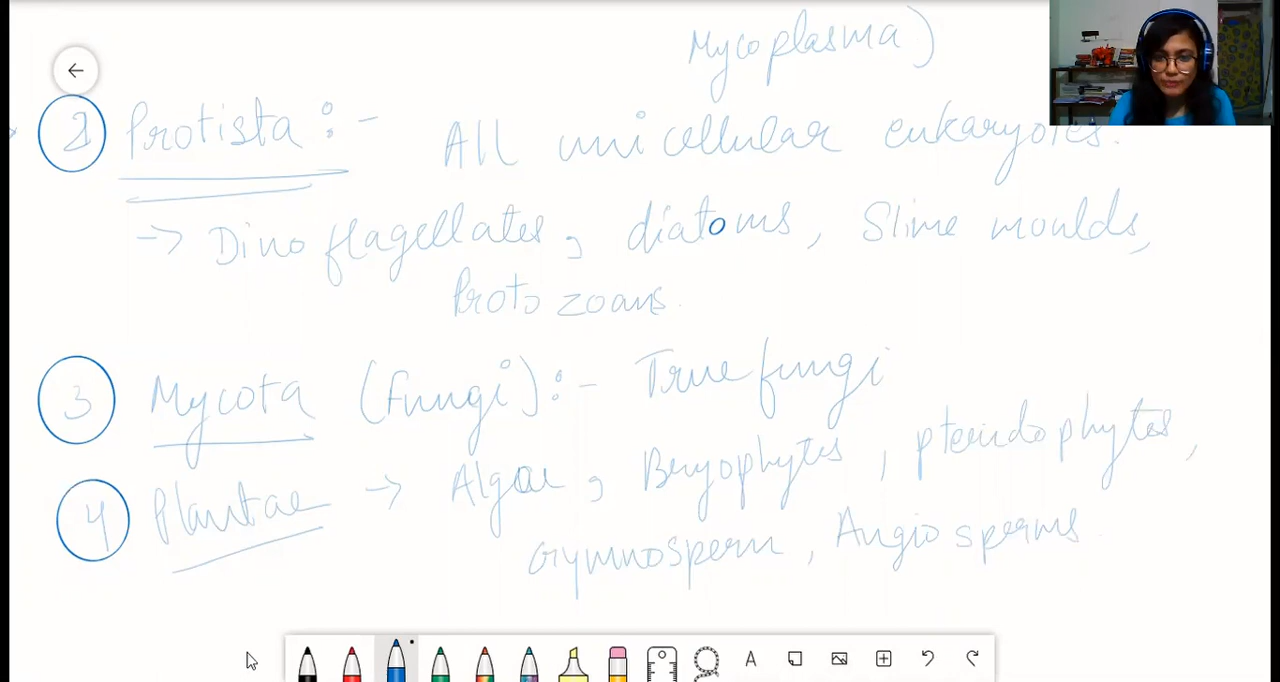 Mycoplasma)
2 Protista :- All unicellular eukaryotes.
-> Dinoflagellates, diatoms, Slime moulds,
Protozoans.
3 Mycota (Fungi) :- True fungi
4 Plantae -> Algae, Bryophytes, pteridophytes,
Gymnosperm, Angiosperms.
A